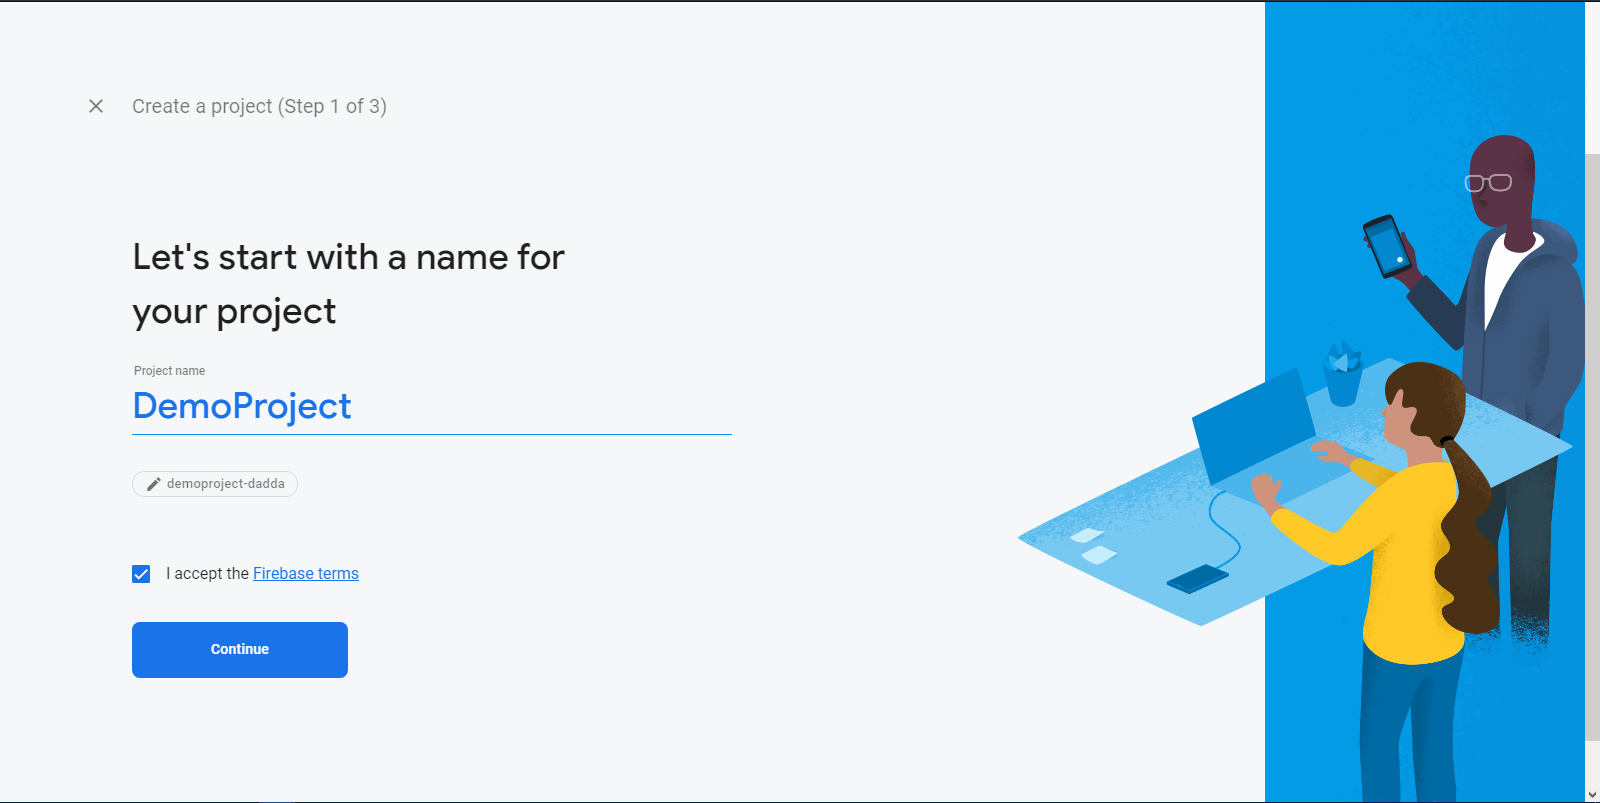 Create a project (Step 1 of 3)
Let's start with a name for
your project
Project name
DemoProject
demoproject-dadda
I accept the Firebase terms
Continue